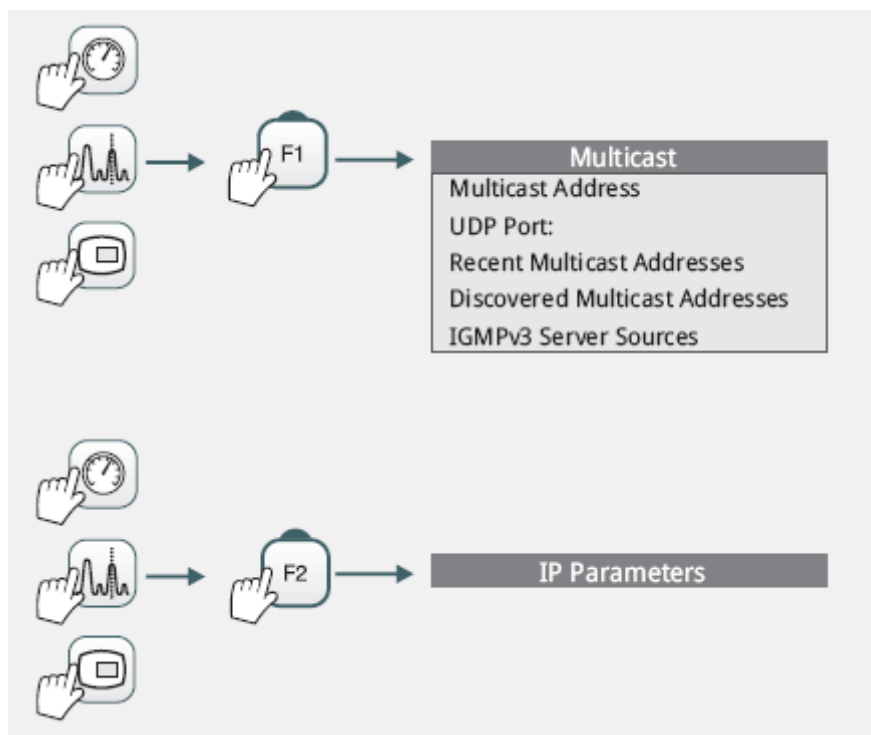 F1
Multicast
Multicast Address
UDP Port:
Recent Multicast Addresses
Discovered Multicast Addresses
IGMPv3 Server Sources
F2
IP Parameters